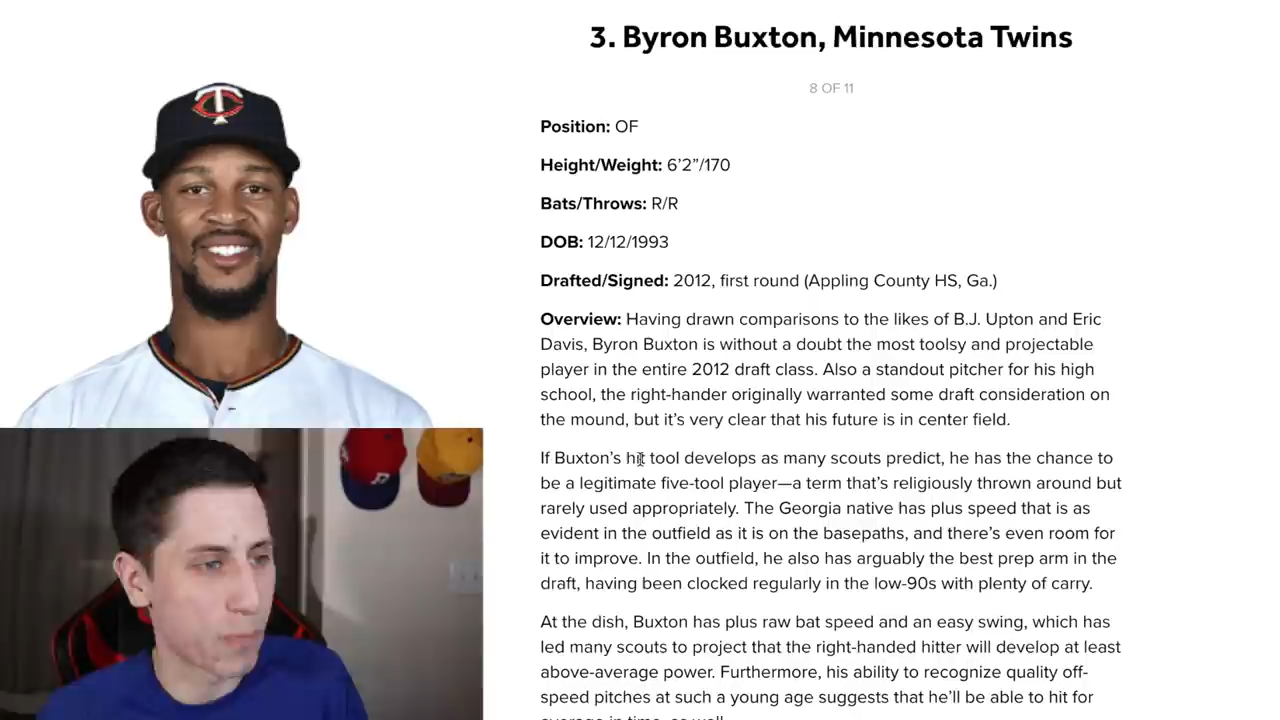 3. Byron Buxton, Minnesota Twins
8 OF 11
Position: OF
Height/Weight: 6’2”/170
Bats/Throws: R/R
DOB: 12/12/1993
Drafted/Signed: 2012, first round (Appling County HS, Ga.)
Overview: Having drawn comparisons to the likes of B.J. Upton and Eric
Davis, Byron Buxton is without a doubt the most toolsy and projectable
player in the entire 2012 draft class. Also a standout pitcher for his high
school, the right-hander originally warranted some draft consideration on
the mound, but it’s very clear that his future is in center field.
If Buxton’s hit tool develops as many scouts predict, he has the chance to
be a legitimate five-tool player—a term that’s religiously thrown around but
rarely used appropriately. The Georgia native has plus speed that is as
evident in the outfield as it is on the basepaths, and there’s even room for
it to improve. In the outfield, he also has arguably the best prep arm in the
draft, having been clocked regularly in the low-90s with plenty of carry.
At the dish, Buxton has plus raw bat speed and an easy swing, which has
led many scouts to project that the right-handed hitter will develop at least
above-average power. Furthermore, his ability to recognize quality off-
speed pitches at such a young age suggests that he’ll be able to hit for
average in time, as well.